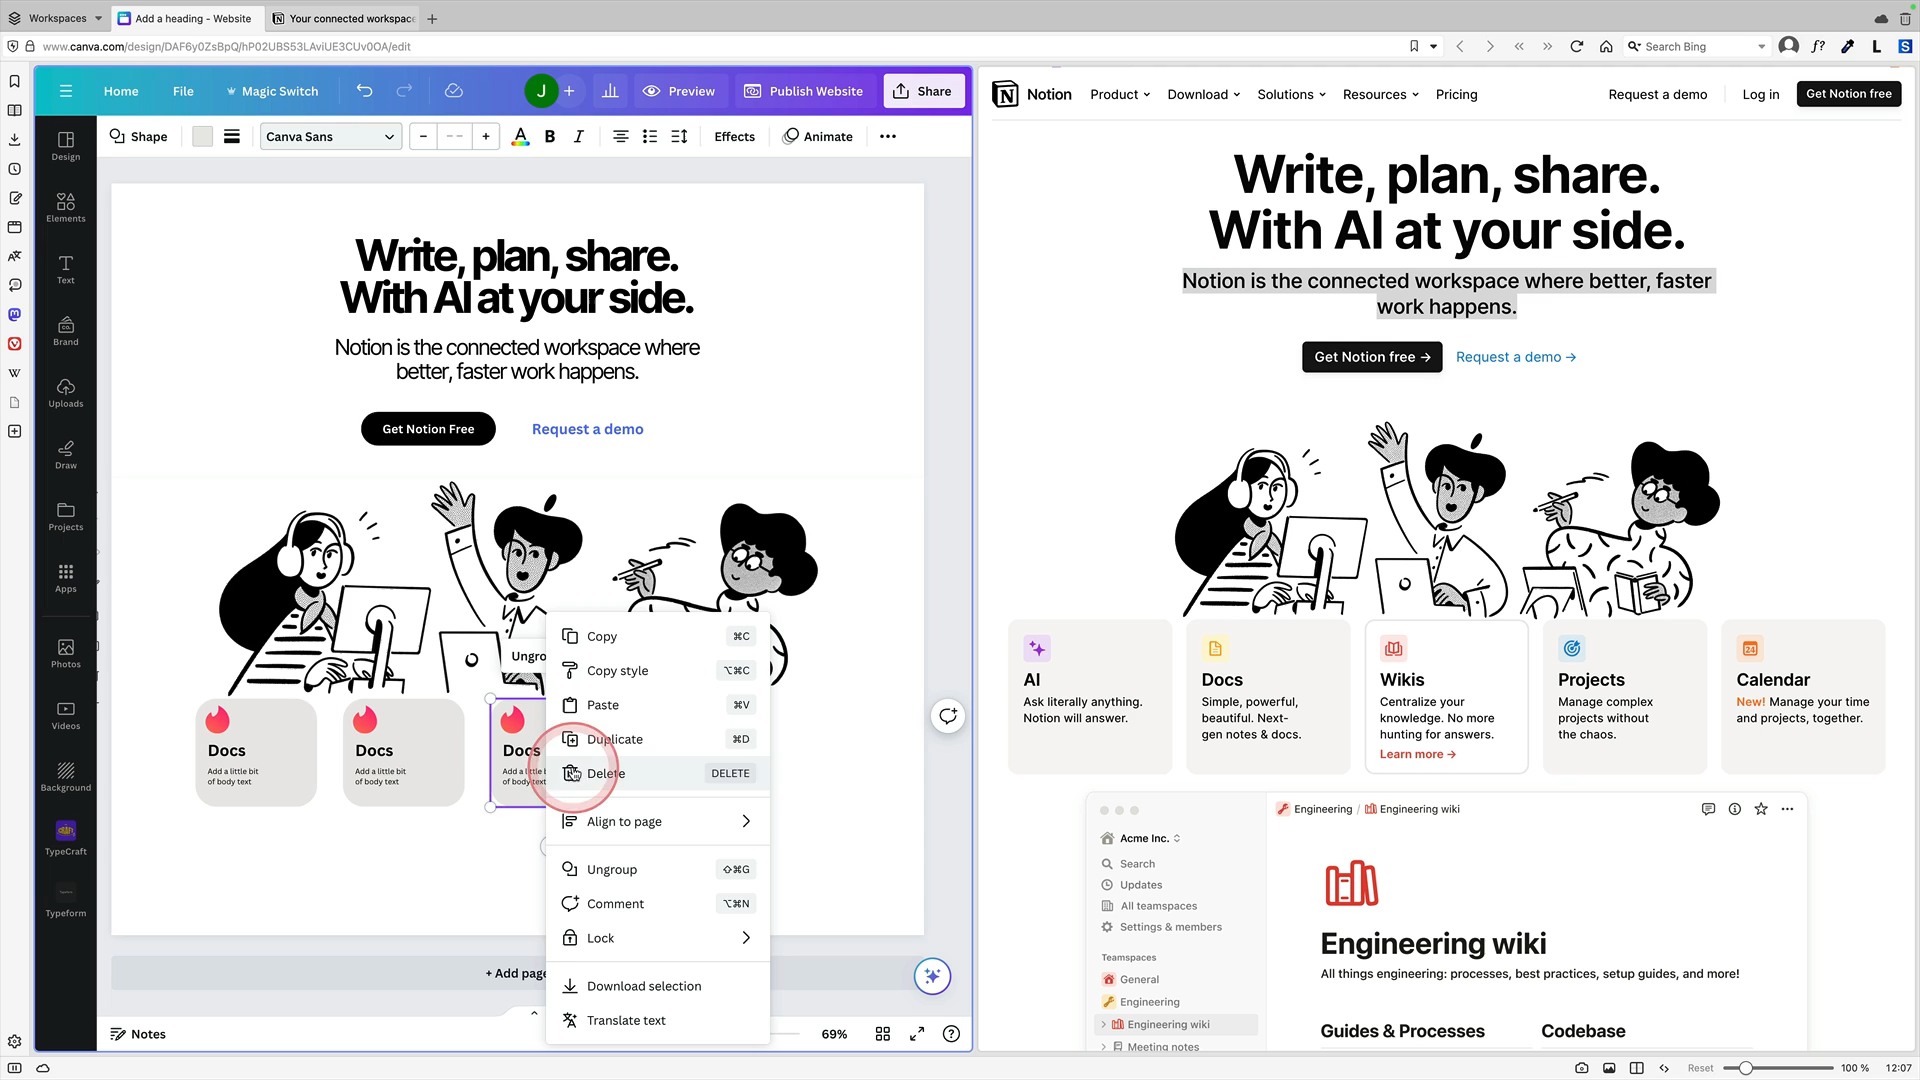 Workspaces
Add a heading - Website
Your connected workspac
www.canva.com/design/DAF6y0ZsBpQ/hP02UBS53LAviUE3CUv0OA/edit
Search Bing
f?
L
S
Home
File
Magic Switch
J
Preview
Publish Website
Share
Shape
Canva Sans
– -- +
A
B
I
Effects
Animate
Design
Elements
Text
Brand
Uploads
Draw
Projects
Apps
Photos
Videos
Background
TypeCraft
Typeform
Write, plan, share.
With AI at your side.
Notion is the connected workspace where
better, faster work happens.
Get Notion Free
Request a demo
Ungro
Docs
Add a little bit
of body text
Docs
Add a little bit
of body text
Docs
Add a little b
of body text
Copy ⌘C
Copy style ⌥⌘C
Paste ⌘V
Duplicate ⌘D
Delete DELETE
Align to page
Ungroup ⇧⌘G
Comment ⌥⌘N
Lock
Download selection
Translate text
+ Add page
Notes
69%
Notion
Product
Download
Solutions
Resources
Pricing
Request a demo
Log in
Get Notion free
Write, plan, share.
With AI at your side.
Notion is the connected workspace where better, faster
work happens.
Get Notion free →
Request a demo →
AI
Ask literally anything.
Notion will answer.
Docs
Simple, powerful,
beautiful. Next-
gen notes & docs.
Wikis
Centralize your
knowledge. No more
hunting for answers.
Learn more →
Projects
Manage complex
projects without
the chaos.
24
Calendar
New! Manage your time
and projects, together.
Acme Inc.
Search
Updates
All teamspaces
Settings & members
Teamspaces
General
Engineering
Engineering wiki
Meeting notes
Engineering / Engineering wiki
Engineering wiki
All things engineering: processes, best practices, setup guides, and more!
Guides & Processes
Codebase
Reset
100 %
12:07